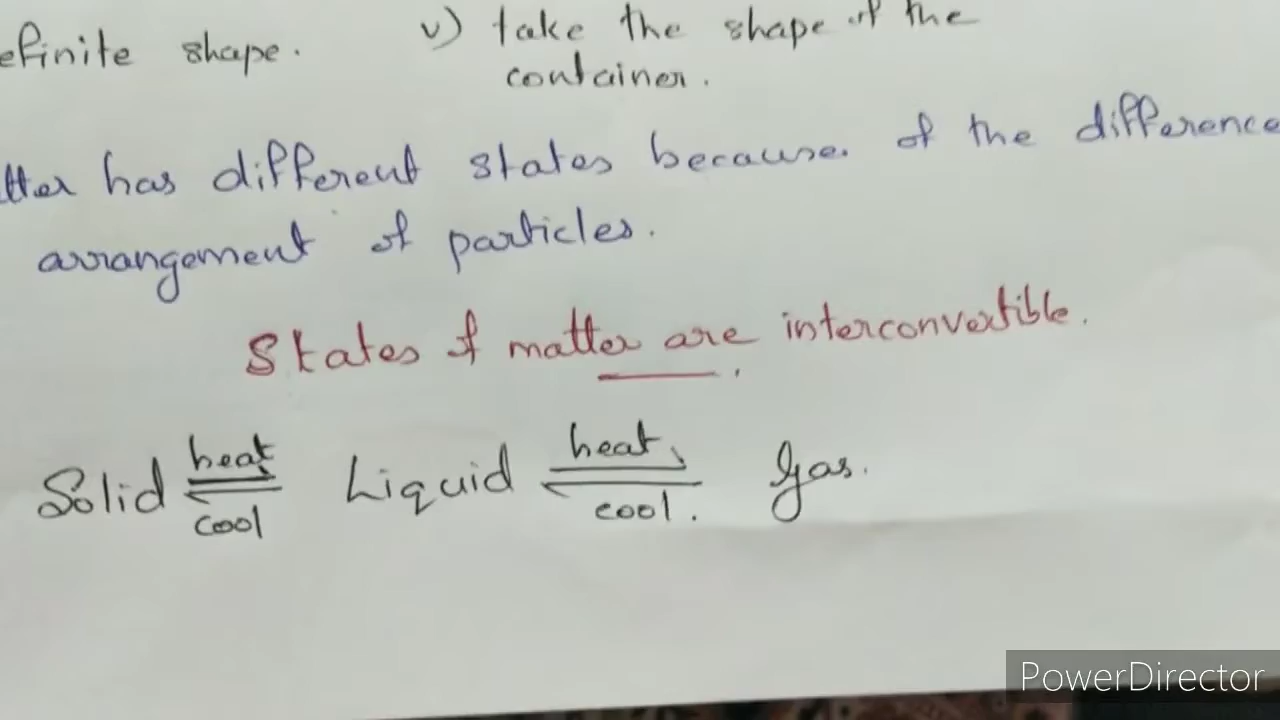 efinite shape. v) take the shape of the
container.
tter has different states because of the difference
arrangement of particles.
States of matter are interconvertible.
heat heat
Solid ⇌ Liquid ⇌ Gas.
cool cool.
PowerDirector